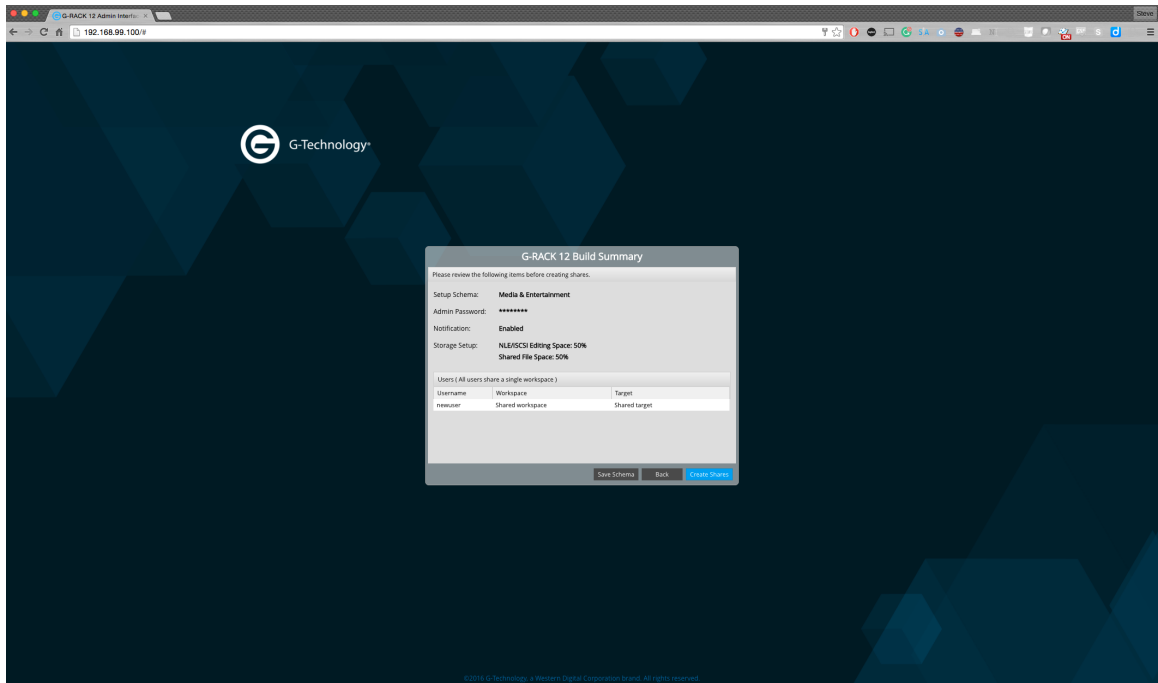 G-RACK 12 Admin Interfac
Steve
192.168.99.100/#
G-Technology®
G-RACK 12 Build Summary
Please review the following items before creating shares.
Setup Schema: Media & Entertainment
Admin Password: ********
Notification: Enabled
Storage Setup: NLE/iSCSI Editing Space: 50%
Shared File Space: 50%
Users ( All users share a single workspace )
Username Workspace Target
newuser Shared workspace Shared target
Save Schema Back Create Shares
©2016 G-Technology, a Western Digital Corporation brand. All rights reserved.